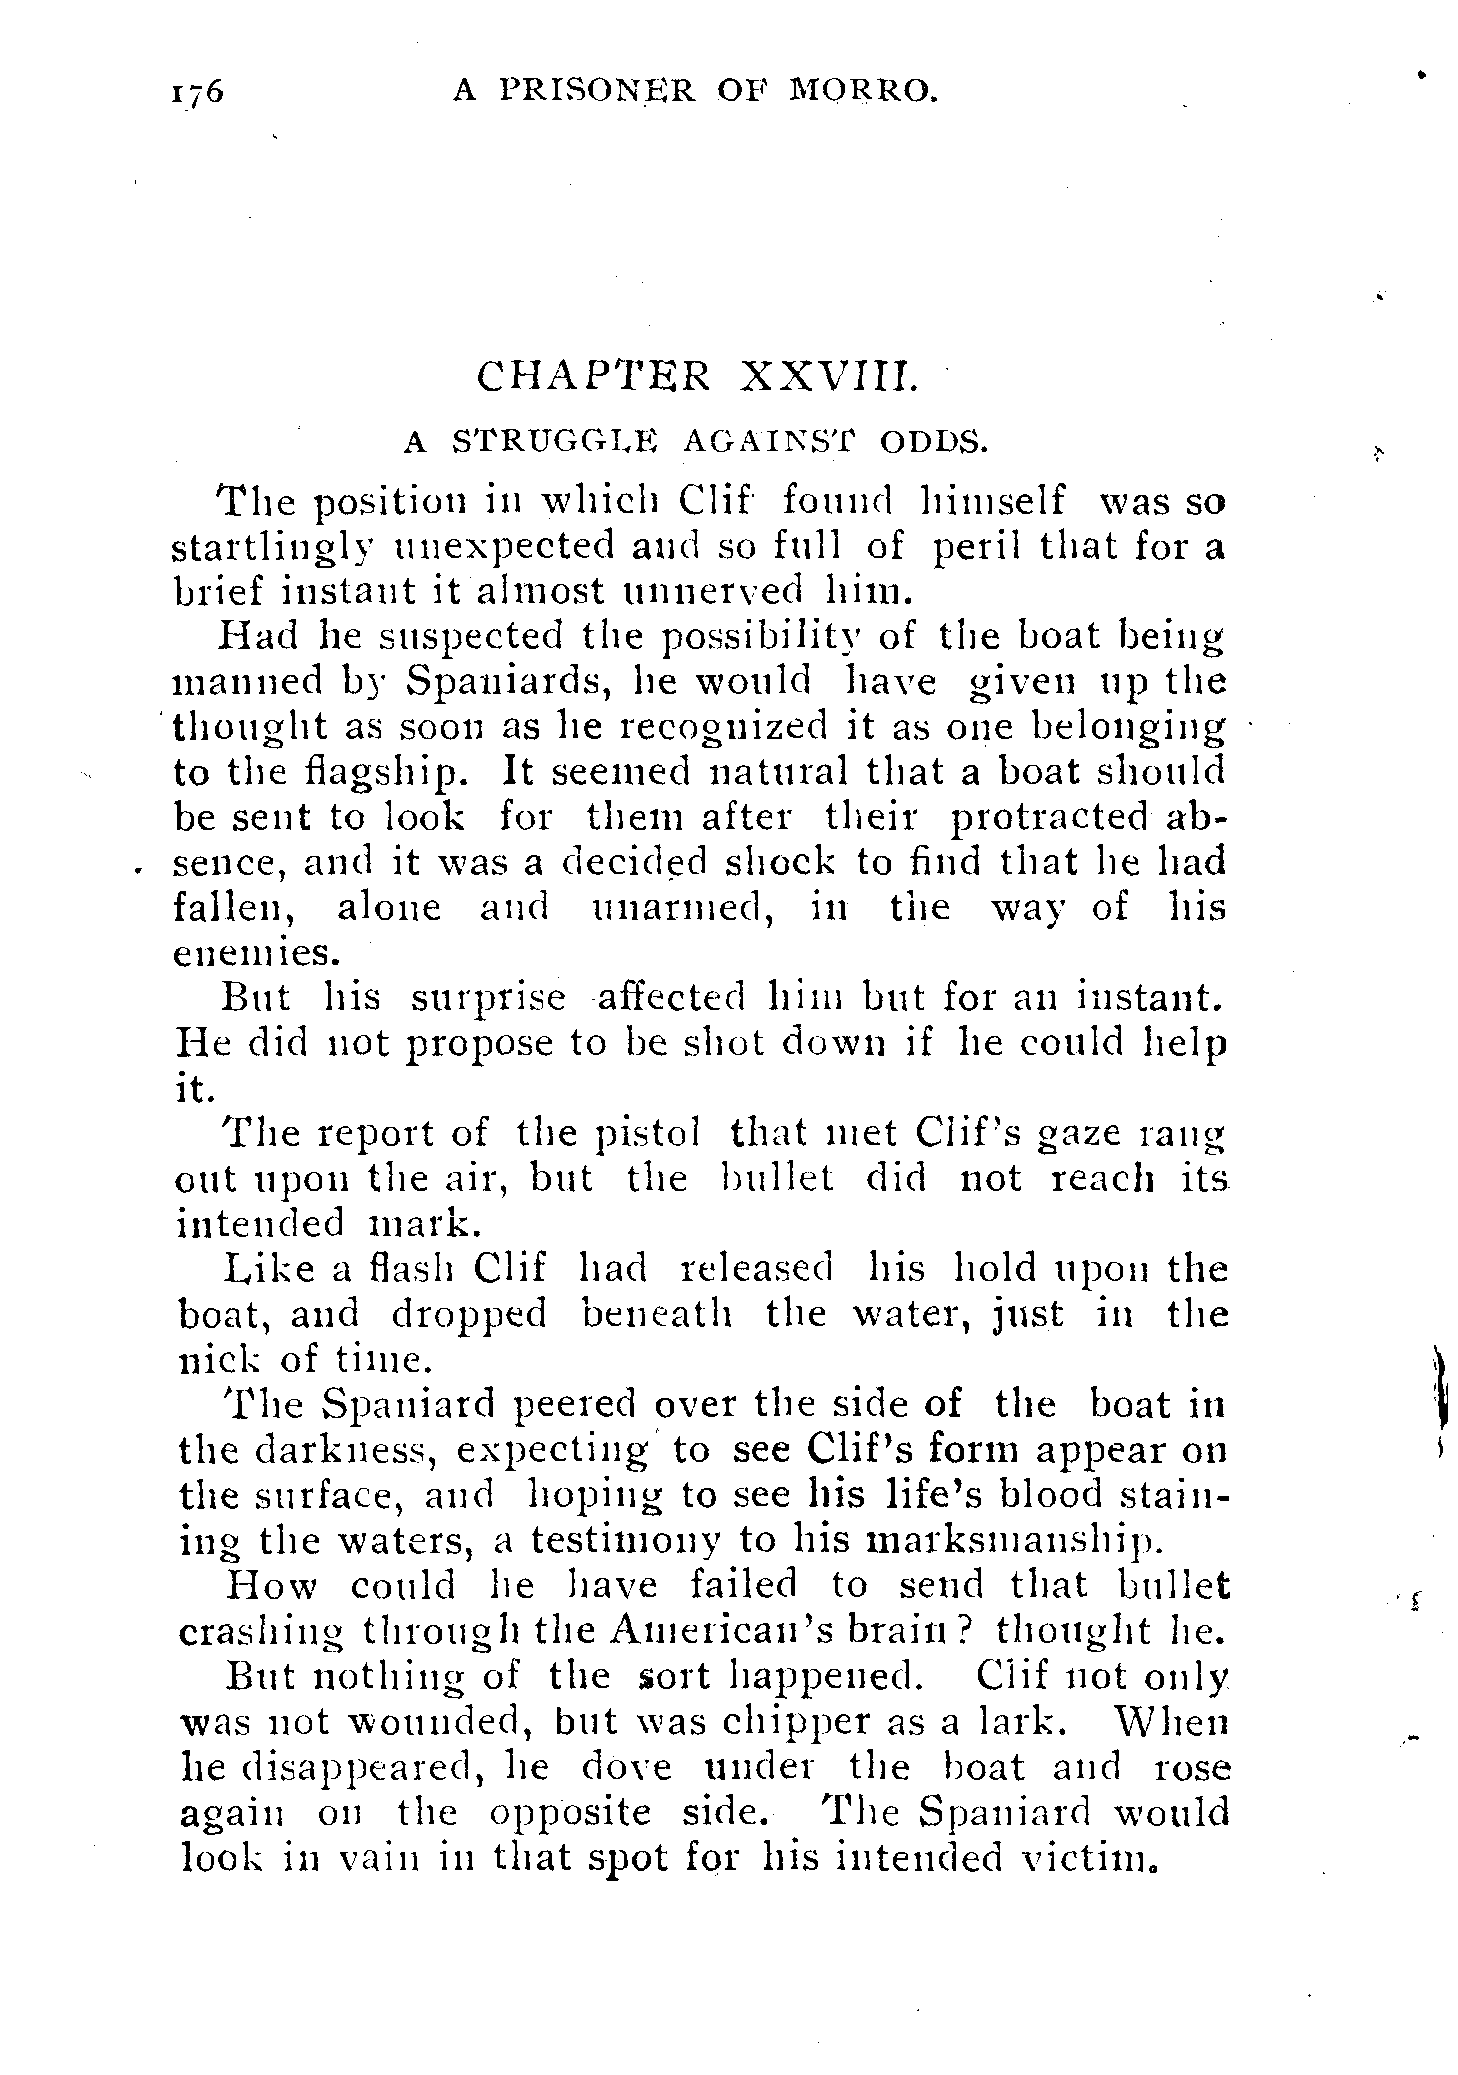 176 A PRISONER OF MORRO.
CHAPTER XXVIII.
A STRUGGLE AGAINST ODDS.
The position in which Clif found himself was so
startlingly unexpected and so full of peril that for a
brief instant it almost unnerved him.
Had he suspected the possibility of the boat being
manned by Spaniards, he would have given up the
thought as soon as he recognized it as one belonging
to the flagship. It seemed natural that a boat should
be sent to look for them after their protracted ab-
sence, and it was a decided shock to find that he had
fallen, alone and unarmed, in the way of his
enemies.
But his surprise affected him but for an instant.
He did not propose to be shot down if he could help
it.
The report of the pistol that met Clif's gaze rang
out upon the air, but the bullet did not reach its
intended mark.
Like a flash Clif had released his hold upon the
boat, and dropped beneath the water, just in the
nick of time.
The Spaniard peered over the side of the boat in
the darkness, expecting to see Clif's form appear on
the surface, and hoping to see his life's blood stain-
ing the waters, a testimony to his marksmanship.
How could he have failed to send that bullet
crashing through the American's brain? thought he.
But nothing of the sort happened. Clif not only
was not wounded, but was chipper as a lark. When
he disappeared, he dove under the boat and rose
again on the opposite side. The Spaniard would
look in vain in that spot for his intended victim.